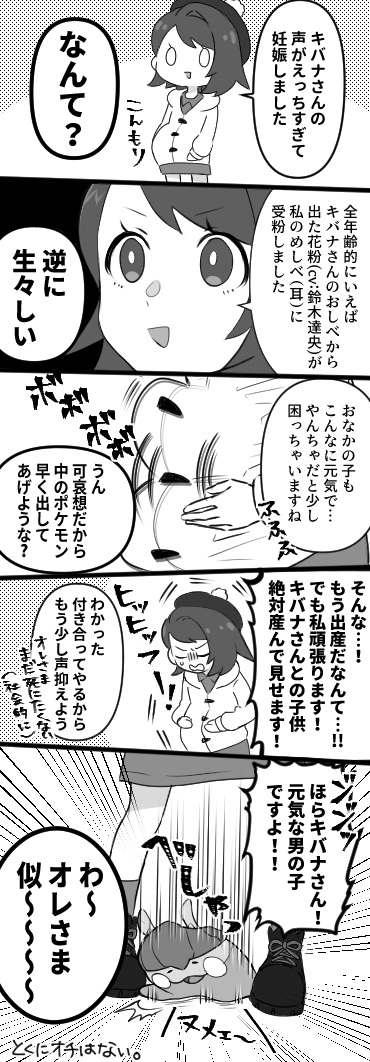 キバナさんの
声がえっちすぎて
妊娠しました
なんて？
こんもり
全年齢的にいえば
キバナさんのおしべから
出た花粉(cv:鈴木達央)が
私のめしべ(耳)に
受粉しました
逆に
生々しい
おなかの子も
こんなに元気で…
やんちゃだと少し
困っちゃいますね
ふふふ
ボボボボボ
うん
可哀想だから
中のポケモン
早く出して
あげような？
そんな…！
もう出産だなんて…!!
でも私頑張ります！
キバナさんとの子供
絶対産んで見せます！
ヒッヒッ
わかった
付き合ってやるから
もう少し声抑えよう
オレさま
まだ死にたくない
(社会的に)
ほらキバナさん！
元気な男の子
ですよ！！
べしゃっ
ヌメェ〜
わ〜
オレさま
似〜〜〜〜
とくにオチはない。